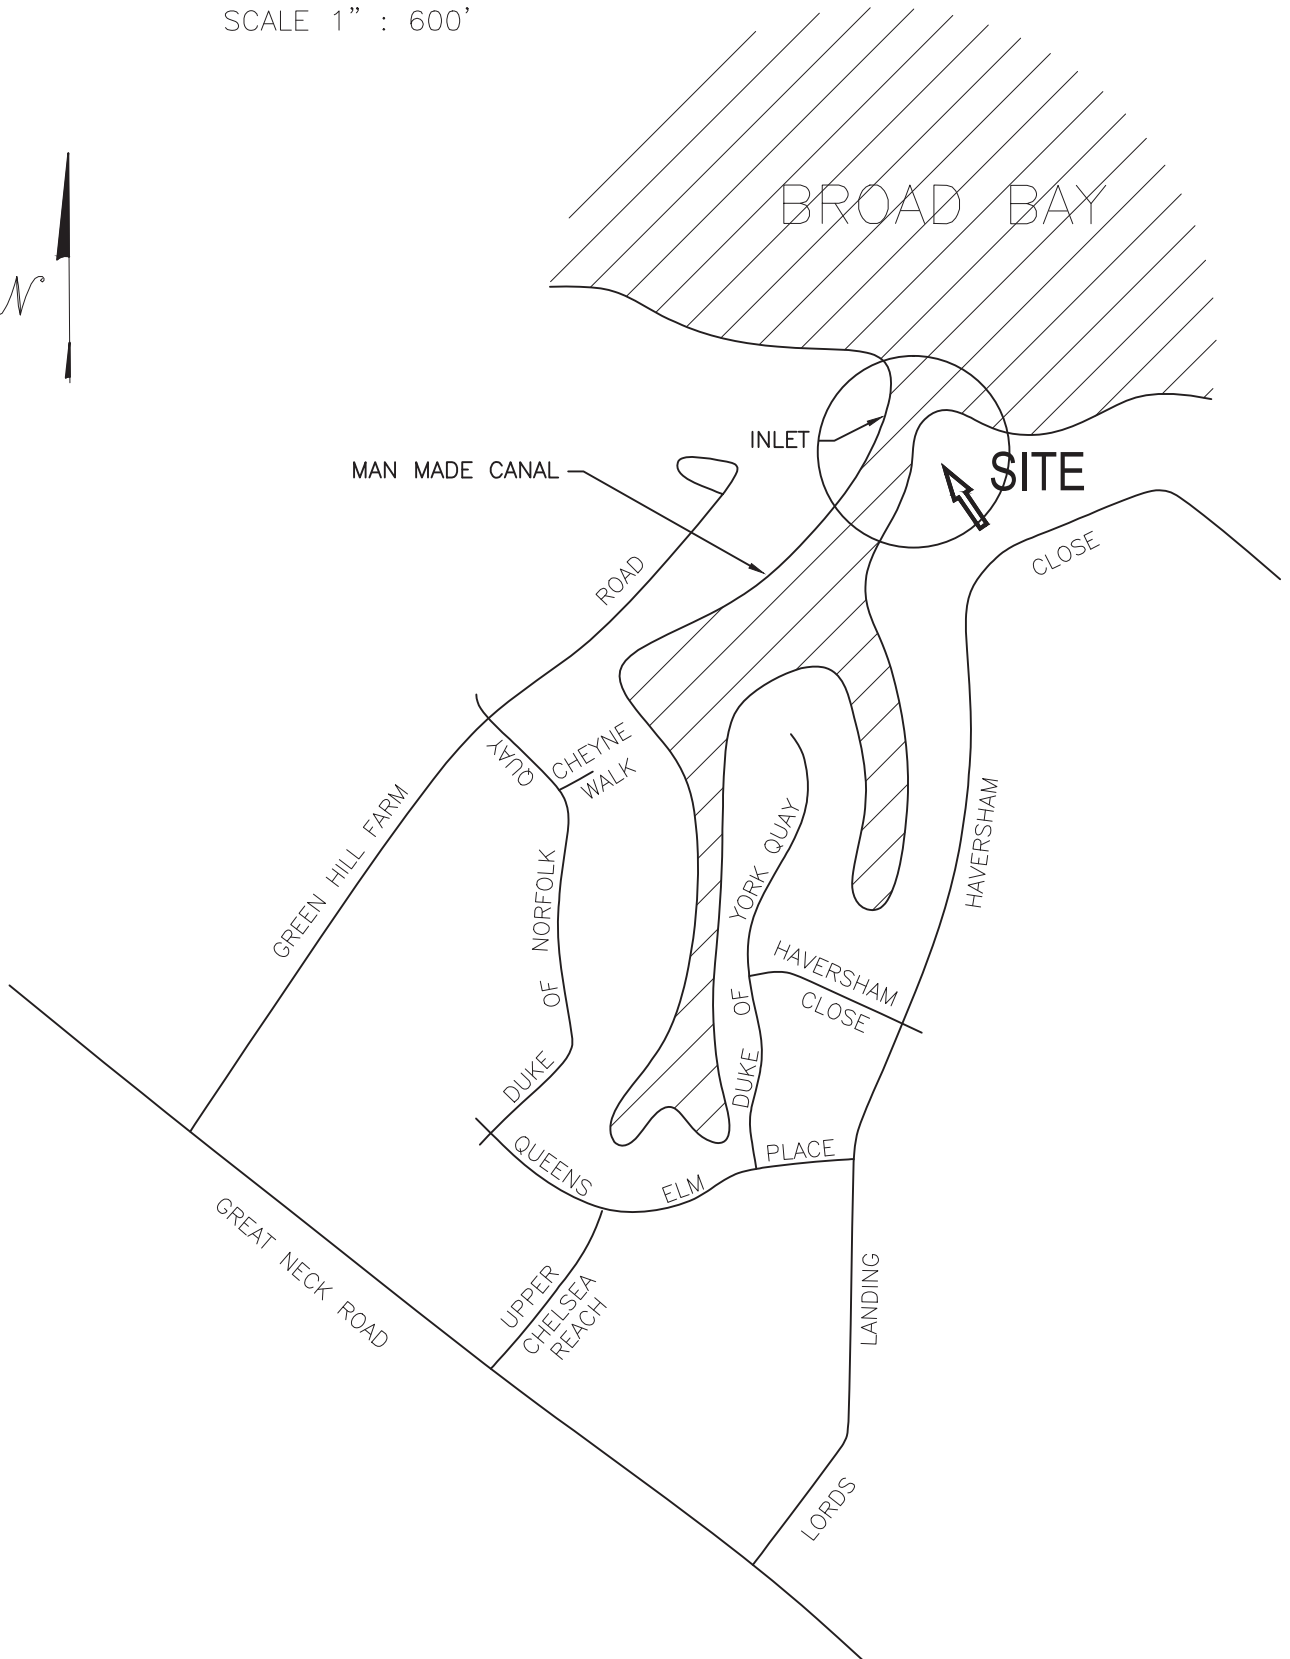 SCALE 1" : 600'
N
BROAD BAY
INLET
MAN MADE CANAL
SITE
CLOSE
ROAD
CHEYNE
WALK
QUAY
GREEN HILL FARM
HAVERSHAM
YORK QUAY
NORFOLK
HAVERSHAM
CLOSE
OF
OF
DUKE
DUKE
QUEENS
ELM
PLACE
GREAT NECK ROAD
UPPER
CHELSEA
REACH
LANDING
LORDS